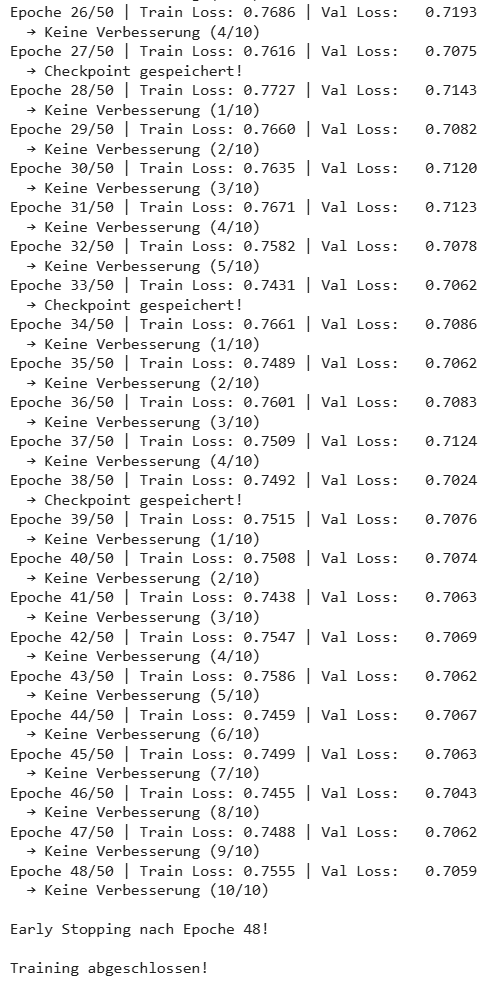 Epoche 26/50 | Train Loss: 0.7686 | Val Loss:   0.7193
  → Keine Verbesserung (4/10)
Epoche 27/50 | Train Loss: 0.7616 | Val Loss:   0.7075
  → Checkpoint gespeichert!
Epoche 28/50 | Train Loss: 0.7727 | Val Loss:   0.7143
  → Keine Verbesserung (1/10)
Epoche 29/50 | Train Loss: 0.7660 | Val Loss:   0.7082
  → Keine Verbesserung (2/10)
Epoche 30/50 | Train Loss: 0.7635 | Val Loss:   0.7120
  → Keine Verbesserung (3/10)
Epoche 31/50 | Train Loss: 0.7671 | Val Loss:   0.7123
  → Keine Verbesserung (4/10)
Epoche 32/50 | Train Loss: 0.7582 | Val Loss:   0.7078
  → Keine Verbesserung (5/10)
Epoche 33/50 | Train Loss: 0.7431 | Val Loss:   0.7062
  → Checkpoint gespeichert!
Epoche 34/50 | Train Loss: 0.7661 | Val Loss:   0.7086
  → Keine Verbesserung (1/10)
Epoche 35/50 | Train Loss: 0.7489 | Val Loss:   0.7062
  → Keine Verbesserung (2/10)
Epoche 36/50 | Train Loss: 0.7601 | Val Loss:   0.7083
  → Keine Verbesserung (3/10)
Epoche 37/50 | Train Loss: 0.7509 | Val Loss:   0.7124
  → Keine Verbesserung (4/10)
Epoche 38/50 | Train Loss: 0.7492 | Val Loss:   0.7024
  → Checkpoint gespeichert!
Epoche 39/50 | Train Loss: 0.7515 | Val Loss:   0.7076
  → Keine Verbesserung (1/10)
Epoche 40/50 | Train Loss: 0.7508 | Val Loss:   0.7074
  → Keine Verbesserung (2/10)
Epoche 41/50 | Train Loss: 0.7438 | Val Loss:   0.7063
  → Keine Verbesserung (3/10)
Epoche 42/50 | Train Loss: 0.7547 | Val Loss:   0.7069
  → Keine Verbesserung (4/10)
Epoche 43/50 | Train Loss: 0.7586 | Val Loss:   0.7062
  → Keine Verbesserung (5/10)
Epoche 44/50 | Train Loss: 0.7459 | Val Loss:   0.7067
  → Keine Verbesserung (6/10)
Epoche 45/50 | Train Loss: 0.7499 | Val Loss:   0.7063
  → Keine Verbesserung (7/10)
Epoche 46/50 | Train Loss: 0.7455 | Val Loss:   0.7043
  → Keine Verbesserung (8/10)
Epoche 47/50 | Train Loss: 0.7488 | Val Loss:   0.7062
  → Keine Verbesserung (9/10)
Epoche 48/50 | Train Loss: 0.7555 | Val Loss:   0.7059
  → Keine Verbesserung (10/10)

Early Stopping nach Epoche 48!

Training abgeschlossen!